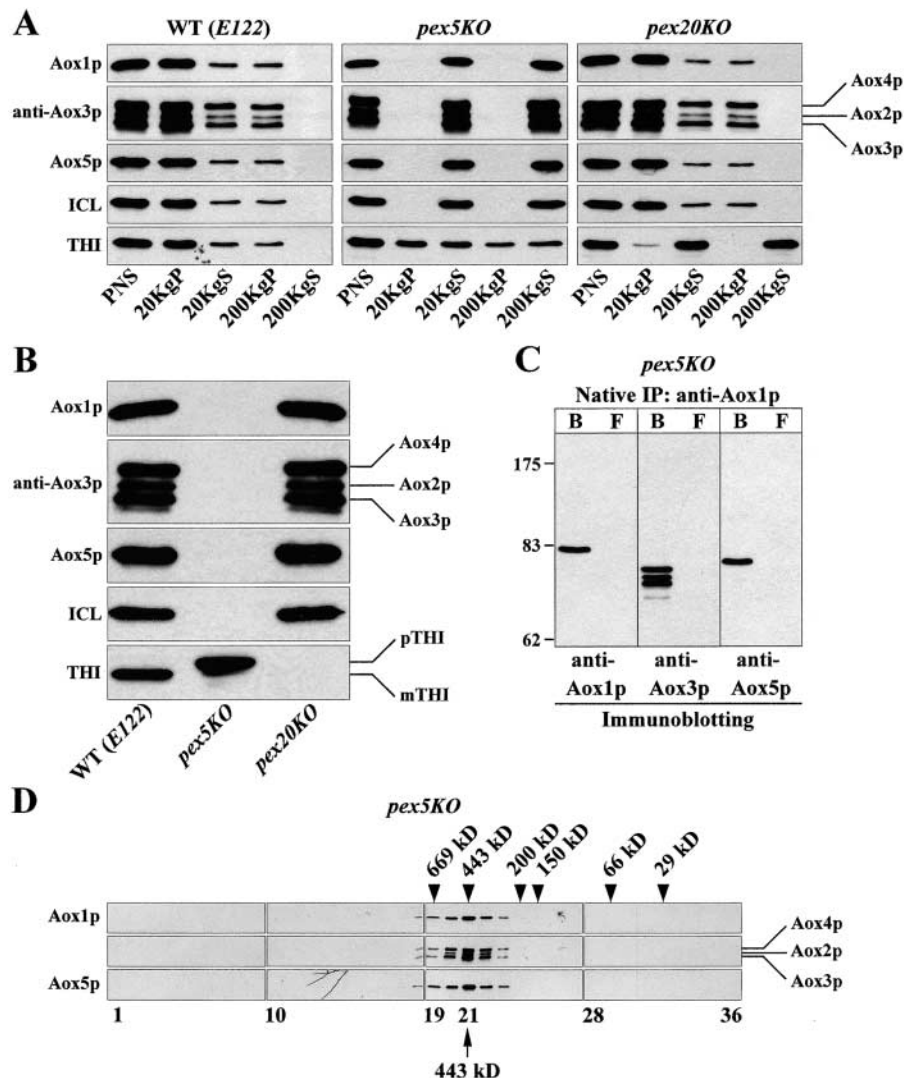 A
WT (E122) pex5KO pex20KO
Aox1p
anti-Aox3p
Aox4p
Aox2p
Aox3p
Aox5p
ICL
THI
PNS 20KgP 20KgS 200KgP 200KgS PNS 20KgP 20KgS 200KgP 200KgS PNS 20KgP 20KgS 200KgP 200KgS
B
Aox1p
anti-Aox3p
Aox4p
Aox2p
Aox3p
Aox5p
ICL
THI
pTHI
mTHI
WT (E122) pex5KO pex20KO
C
pex5KO
Native IP: anti-Aox1p
B F B F B F
175
83
62
anti- anti- anti-
Aox1p Aox3p Aox5p
Immunoblotting
D
pex5KO
669 kD 443 kD 200 kD 150 kD 66 kD 29 kD
Aox1p
Aox4p
Aox2p
Aox3p
Aox5p
1 10 19 21 28 36
443 kD